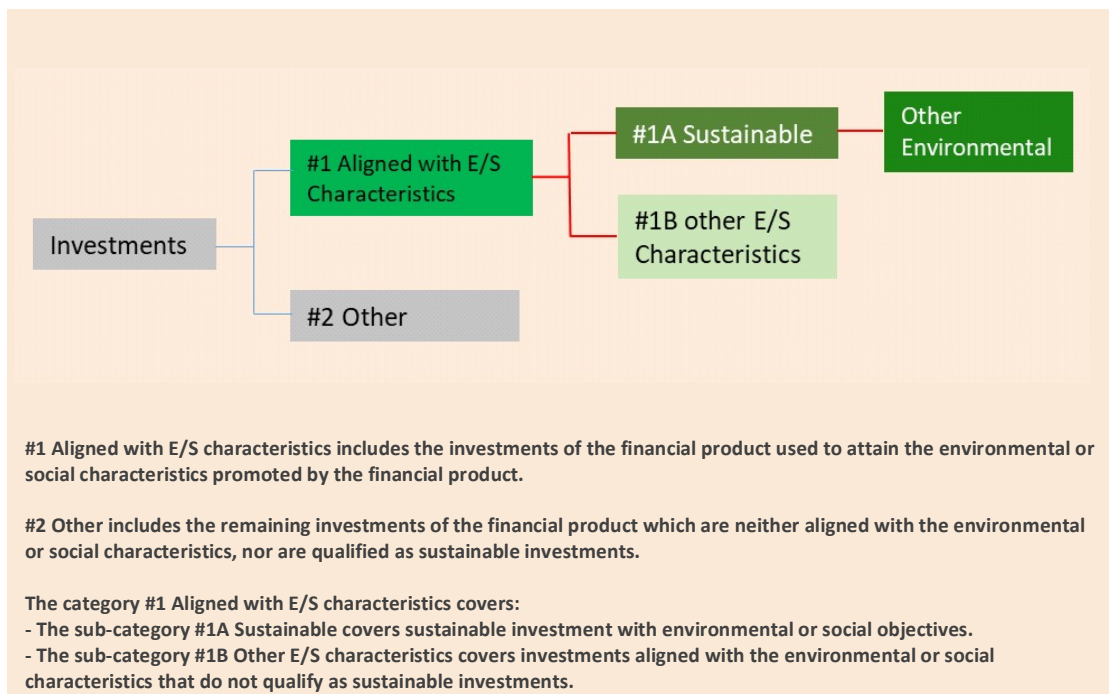 Investments
#1 Aligned with E/S
Characteristics
#2 Other
#1A Sustainable
#1B other E/S
Characteristics
Other
Environmental
#1 Aligned with E/S characteristics includes the investments of the financial product used to attain the environmental or
social characteristics promoted by the financial product.
#2 Other includes the remaining investments of the financial product which are neither aligned with the environmental
or social characteristics, nor are qualified as sustainable investments.
The category #1 Aligned with E/S characteristics covers:
- The sub-category #1A Sustainable covers sustainable investment with environmental or social objectives.
- The sub-category #1B Other E/S characteristics covers investments aligned with the environmental or social
characteristics that do not qualify as sustainable investments.